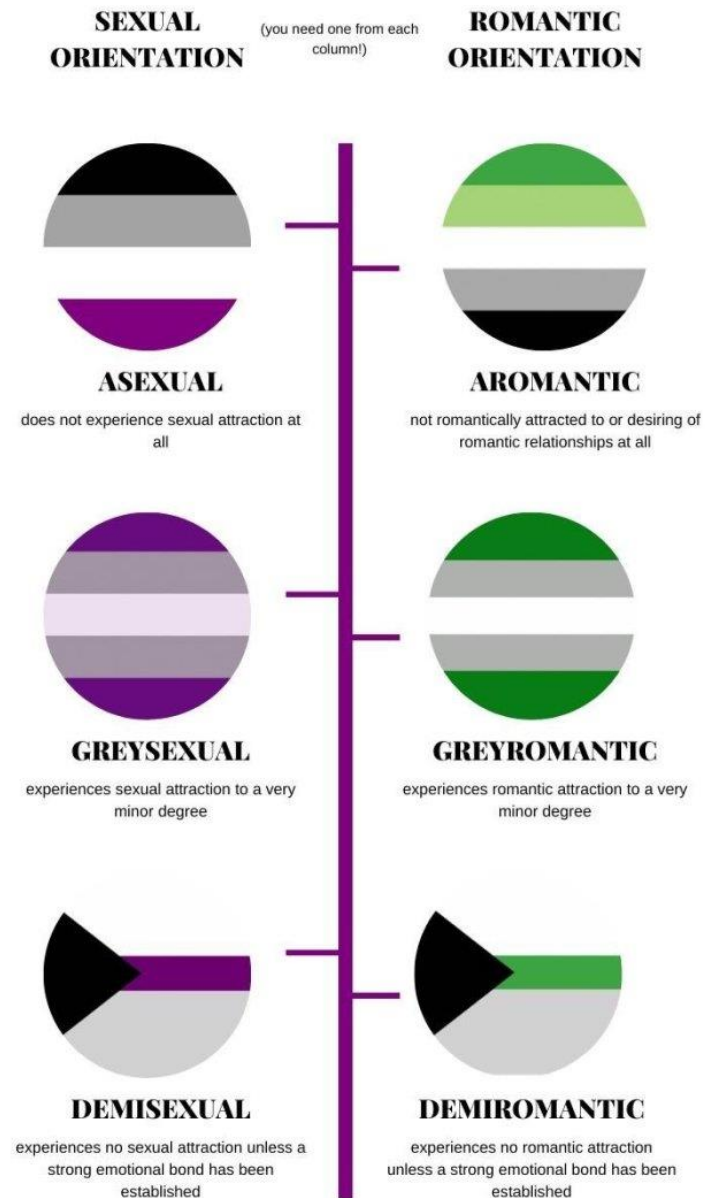 SEXUAL
ORIENTATION
(you need one from each
column!)
ROMANTIC
ORIENTATION
ASEXUAL
does not experience sexual attraction at
all
AROMANTIC
not romantically attracted to or desiring of
romantic relationships at all
GREYSEXUAL
experiences sexual attraction to a very
minor degree
GREYROMANTIC
experiences romantic attraction to a very
minor degree
DEMISEXUAL
experiences no sexual attraction unless a
strong emotional bond has been
established
DEMIROMANTIC
experiences no romantic attraction
unless a strong emotional bond has been
established